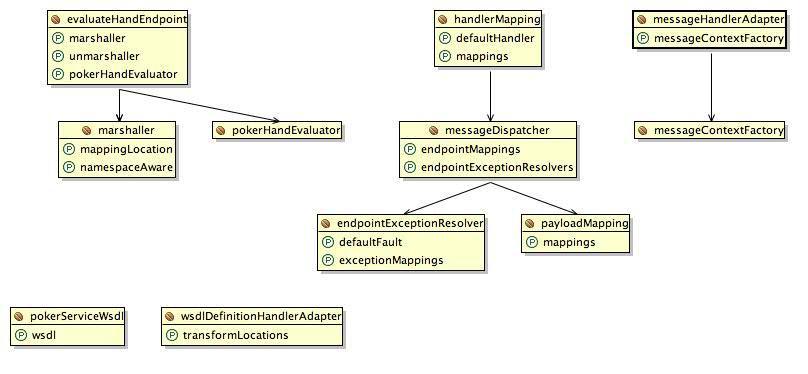 evaluateHandEndpoint
marshaller
unmarshaller
pokerHandEvaluator
handlerMapping
defaultHandler
mappings
messageHandlerAdapter
messageContextFactory
marshaller
mappingLocation
namespaceAware
pokerHandEvaluator
messageDispatcher
endpointMappings
endpointExceptionResolvers
messageContextFactory
endpointExceptionResolver
defaultFault
exceptionMappings
payloadMapping
mappings
pokerServiceWsdl
wsdl
wsdlDefinitionHandlerAdapter
transformLocations